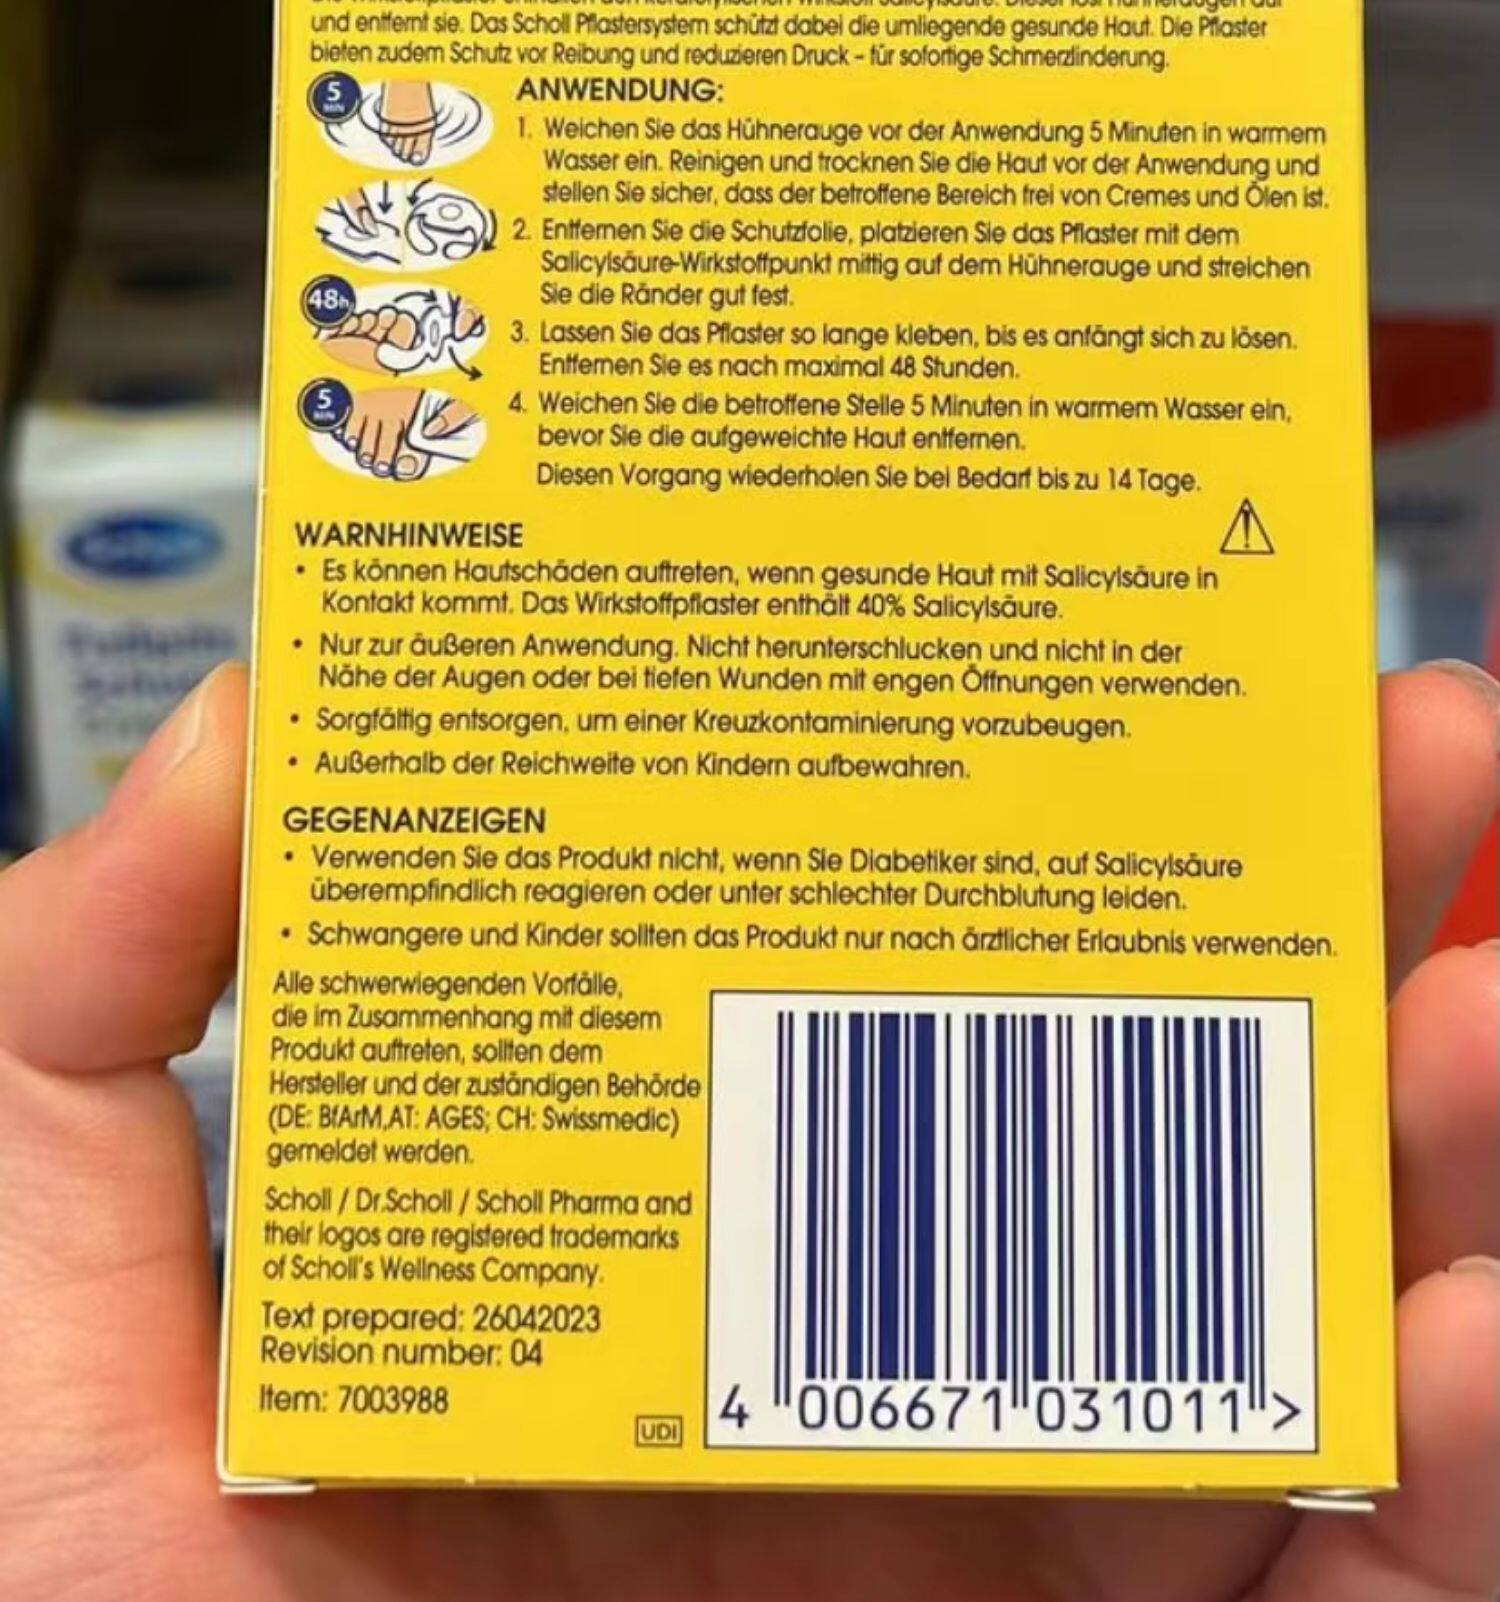 und entfernt sie. Das Scholl Pflastersystem schützt dabei die umliegende gesunde Haut. Die Pflaster
bieten zudem Schutz vor Reibung und reduzieren Druck – für sofortige Schmerzlinderung.
5
MIN
ANWENDUNG:
1. Weichen Sie das Hühnerauge vor der Anwendung 5 Minuten in warmem
Wasser ein. Reinigen und trocknen Sie die Haut vor der Anwendung und
stellen Sie sicher, dass der betroffene Bereich frei von Cremes und Ölen ist.
2. Entfernen Sie die Schutzfolie, platzieren Sie das Pflaster mit dem
Salicylsäure-Wirkstoffpunkt mittig auf dem Hühnerauge und streichen
Sie die Ränder gut fest.
48h
3. Lassen Sie das Pflaster so lange kleben, bis es anfängt sich zu lösen.
Entfernen Sie es nach maximal 48 Stunden.
5
MIN
4. Weichen Sie die betroffene Stelle 5 Minuten in warmem Wasser ein,
bevor Sie die aufgeweichte Haut entfernen.
Diesen Vorgang wiederholen Sie bei Bedarf bis zu 14 Tage.
WARNHINWEISE
• Es können Hautschäden auftreten, wenn gesunde Haut mit Salicylsäure in
Kontakt kommt. Das Wirkstoffpflaster enthält 40% Salicylsäure.
• Nur zur äußeren Anwendung. Nicht herunterschlucken und nicht in der
Nähe der Augen oder bei tiefen Wunden mit engen Öffnungen verwenden.
• Sorgfältig entsorgen, um einer Kreuzkontaminierung vorzubeugen.
• Außerhalb der Reichweite von Kindern aufbewahren.
GEGENANZEIGEN
• Verwenden Sie das Produkt nicht, wenn Sie Diabetiker sind, auf Salicylsäure
überempfindlich reagieren oder unter schlechter Durchblutung leiden.
• Schwangere und Kinder sollten das Produkt nur nach ärztlicher Erlaubnis verwenden.
Alle schwerwiegenden Vorfälle,
die im Zusammenhang mit diesem
Produkt auftreten, sollten dem
Hersteller und der zuständigen Behörde
(DE: BfArM,AT: AGES; CH: Swissmedic)
gemeldet werden.
Scholl / Dr.Scholl / Scholl Pharma and
their logos are registered trademarks
of Scholl's Wellness Company.
Text prepared: 26042023
Revision number: 04
Item: 7003988
UDI
4 006671 031011 >